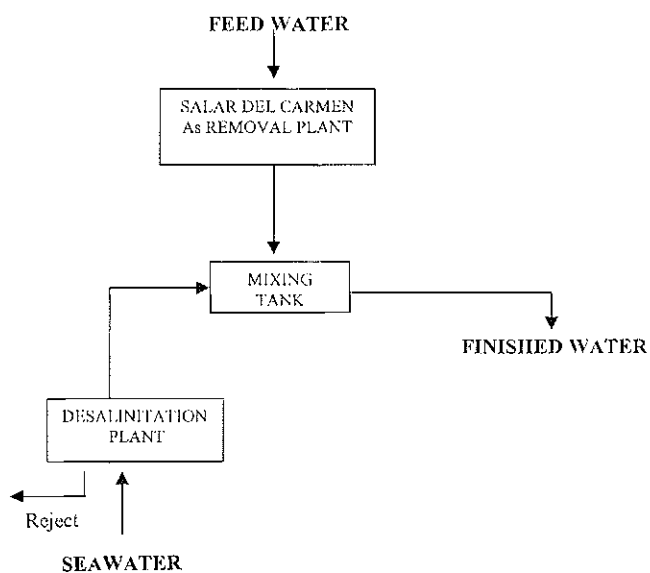 FEED WATER
SALAR DEL CARMEN
As REMOVAL PLANT
MIXING
TANK
FINISHED WATER
DESALINITATION
PLANT
Reject
SEAWATER